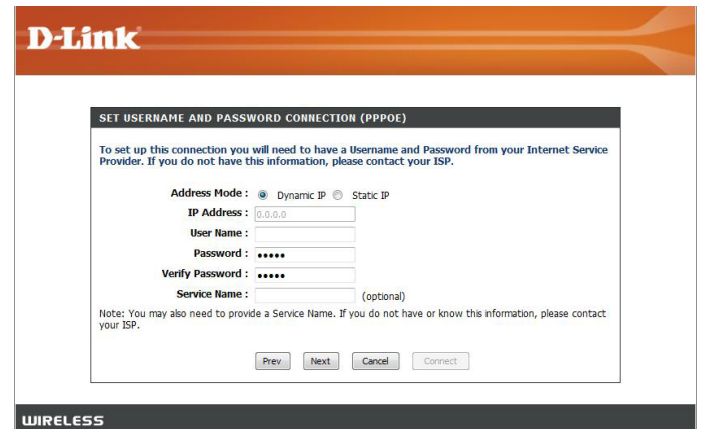 D-Link
SET USERNAME AND PASSWORD CONNECTION (PPPOE)
To set up this connection you will need to have a Username and Password from your Internet Service
Provider. If you do not have this information, please contact your ISP.
Address Mode : Dynamic IP Static IP
IP Address : 0.0.0.0
User Name :
Password : •••••
Verify Password : •••••
Service Name : (optional)
Note: You may also need to provide a Service Name. If you do not have or know this information, please contact
your ISP.
Prev Next Cancel Connect
WIRELESS